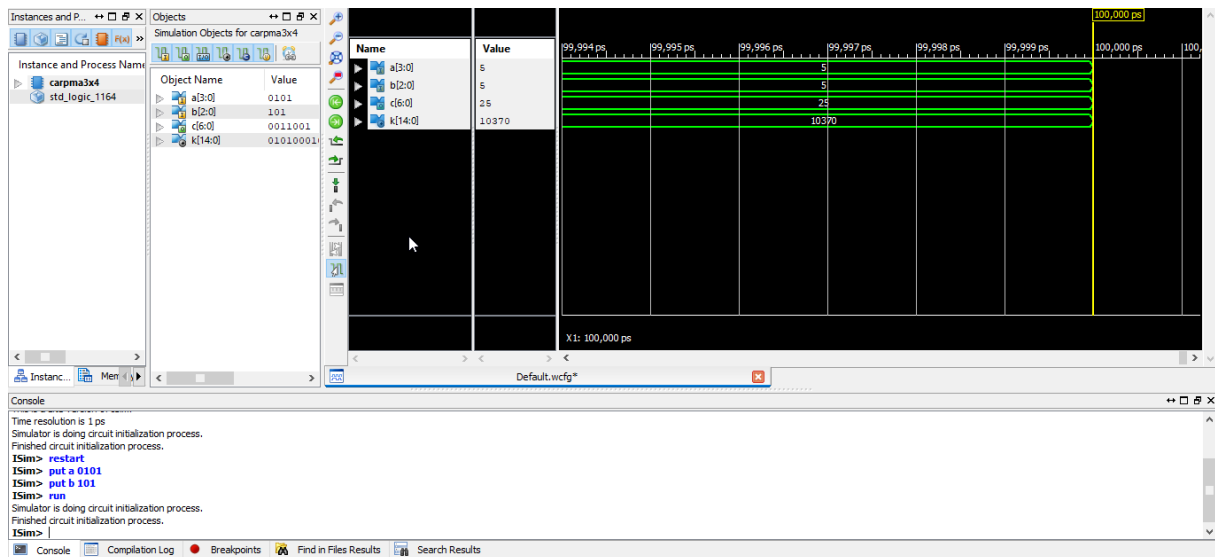 Instances and P...
Instance and Process Name
carpma3x4
std_logic_1164
Instanc...
Objects
Simulation Objects for carpma3x4
Object Name Value
a[3:0] 0101
b[2:0] 101
c[6:0] 0011001
k[14:0]
Name Value
a[3:0] 5
b[2:0] 5
c[6:0] 25
k[14:0] 10370
100,000 ps
99,994 ps 99,995 ps 99,996 ps 99,997 ps 99,998 ps 99,999 ps 100,000 ps 100,
5
5
25
10370
X1: 100,000 ps
Default.wcfg*
Console
Time resolution is 1 ps
Simulator is doing circuit initialization process.
Finished circuit initialization process.
ISim> restart
ISim> put a 0101
ISim> put b 101
ISim> run
Simulator is doing circuit initialization process.
Finished circuit initialization process.
ISim>
Console Compilation Log Breakpoints Find in Files Results Search Results